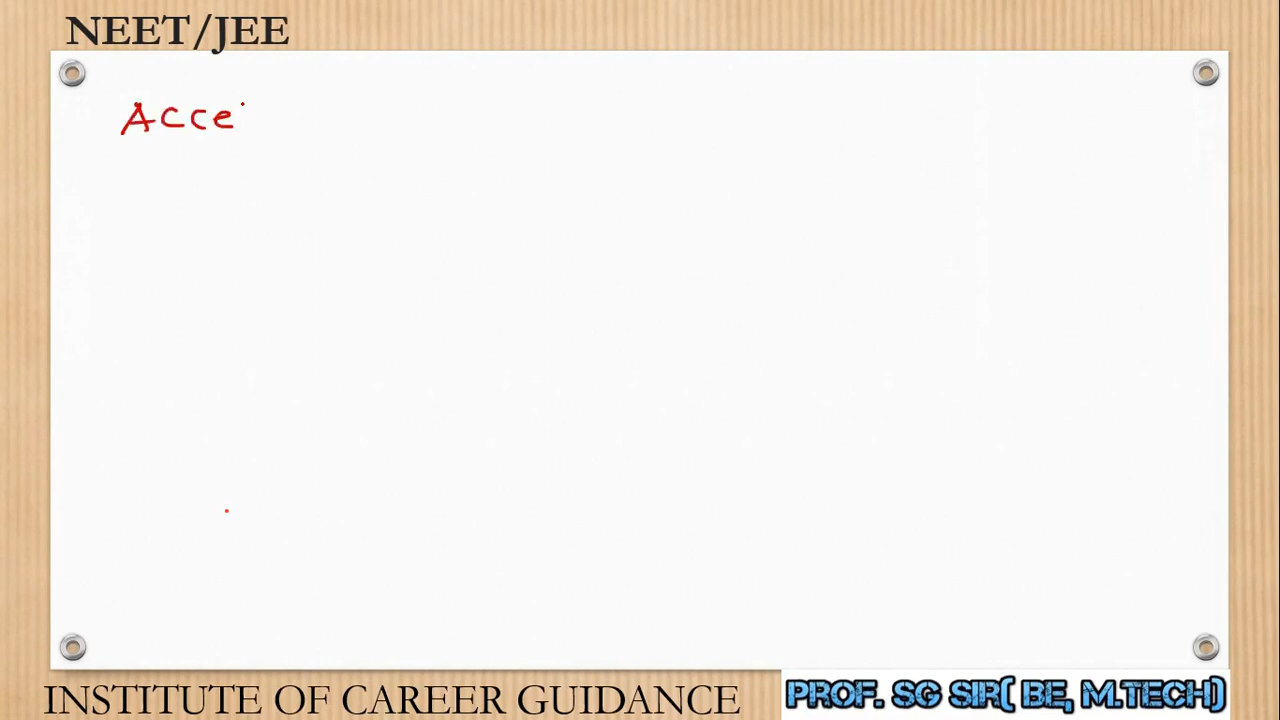 NEET/JEE
Acce
INSTITUTE OF CAREER GUIDANCE
PROF. SG SIR( BE, M.TECH)